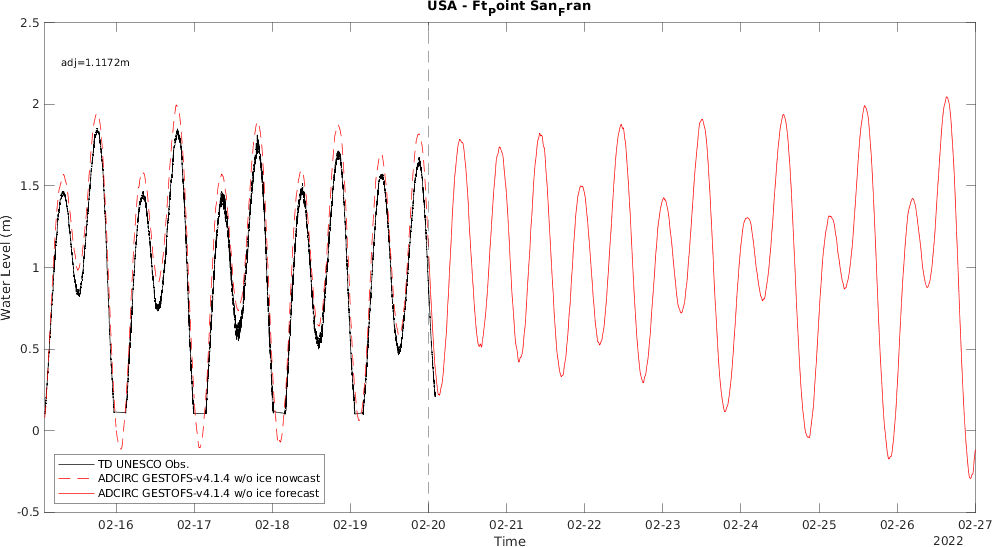 USA - FtPoint SanFran
2.5
adj=1.1172m
2
1.5
1
0.5
0
-0.5
Water Level (m)
TD UNESCO Obs.
ADCIRC GESTOFS-v4.1.4 w/o ice nowcast
ADCIRC GESTOFS-v4.1.4 w/o ice forecast
02-16 02-17 02-18 02-19 02-20 02-21 02-22 02-23 02-24 02-25 02-26 02-27
Time
2022